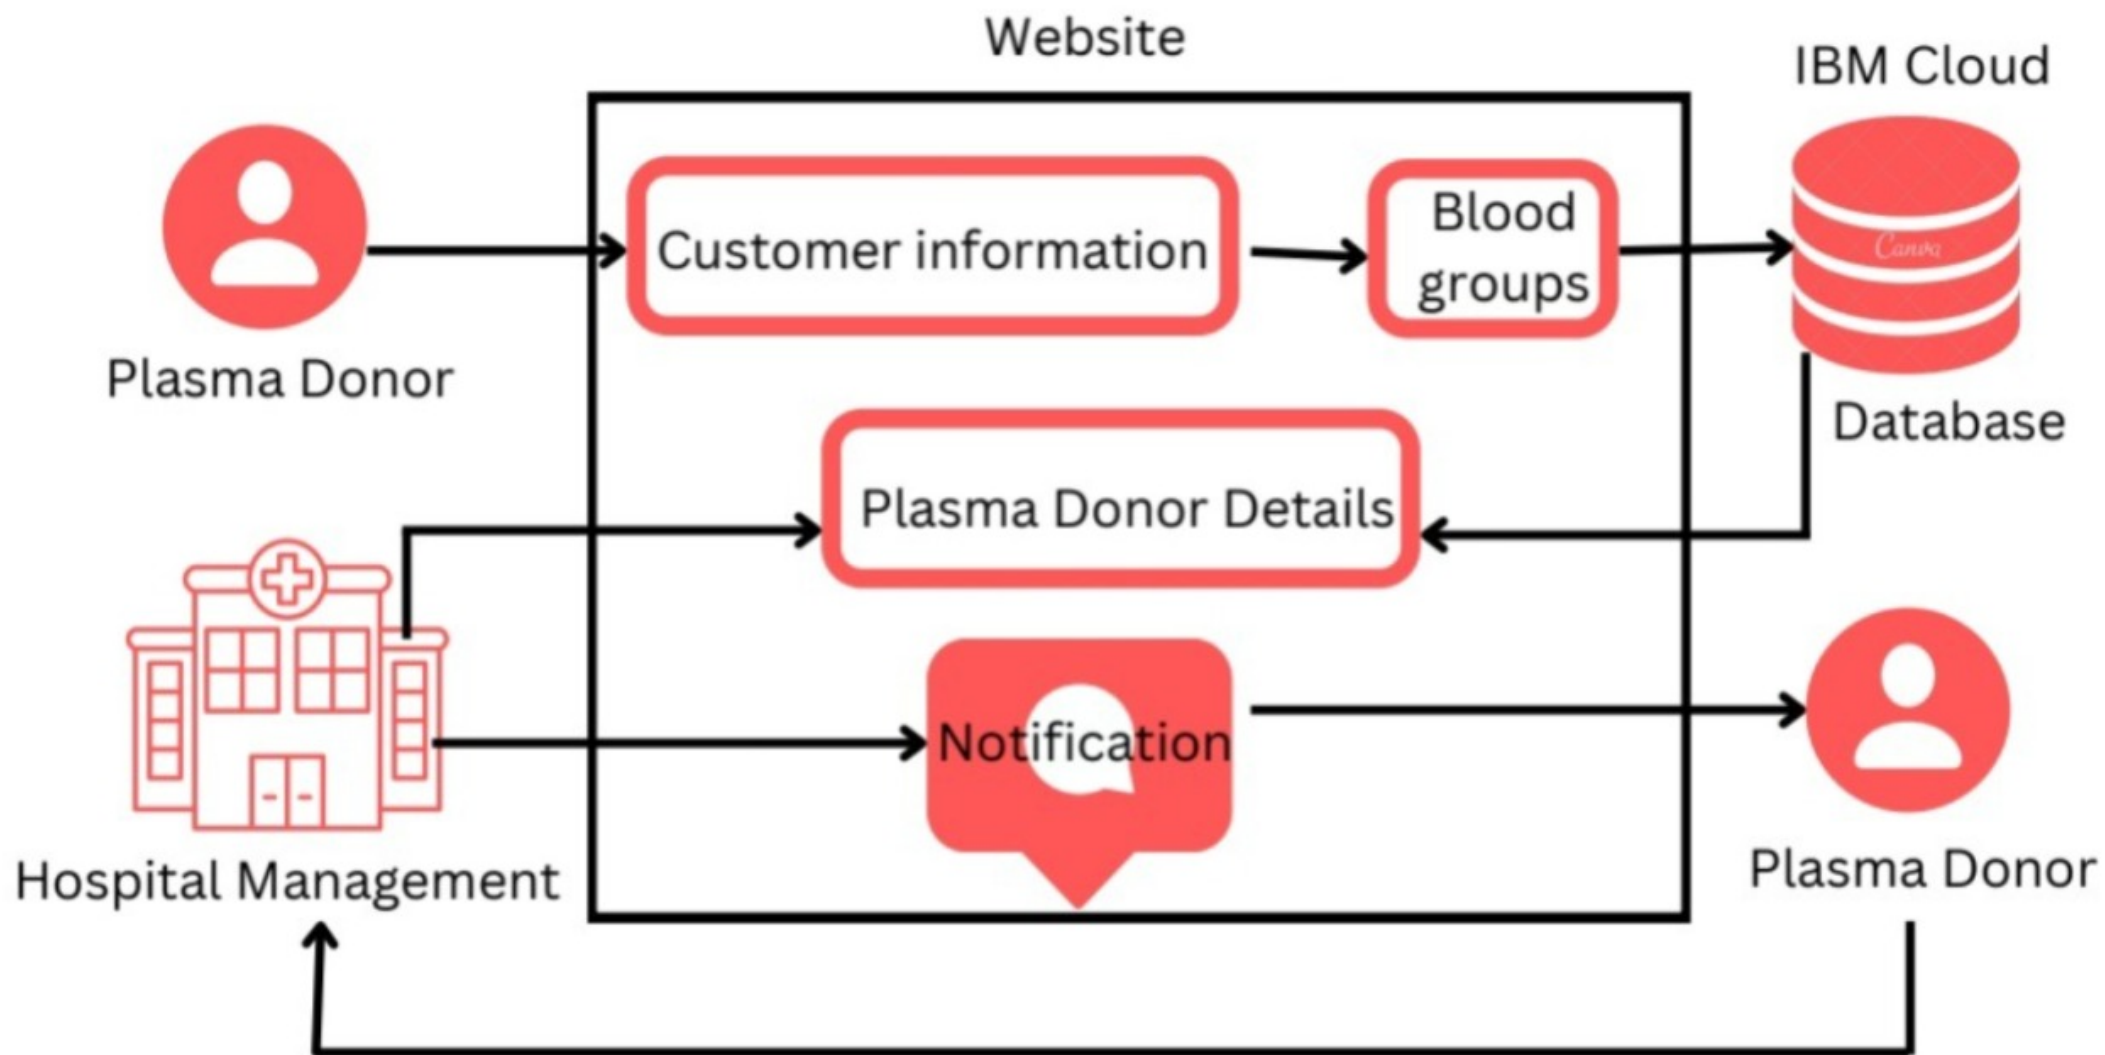 Website
IBM Cloud
Customer information
Blood
groups
Canva
Plasma Donor
Database
Plasma Donor Details
Notification
Hospital Management
Plasma Donor